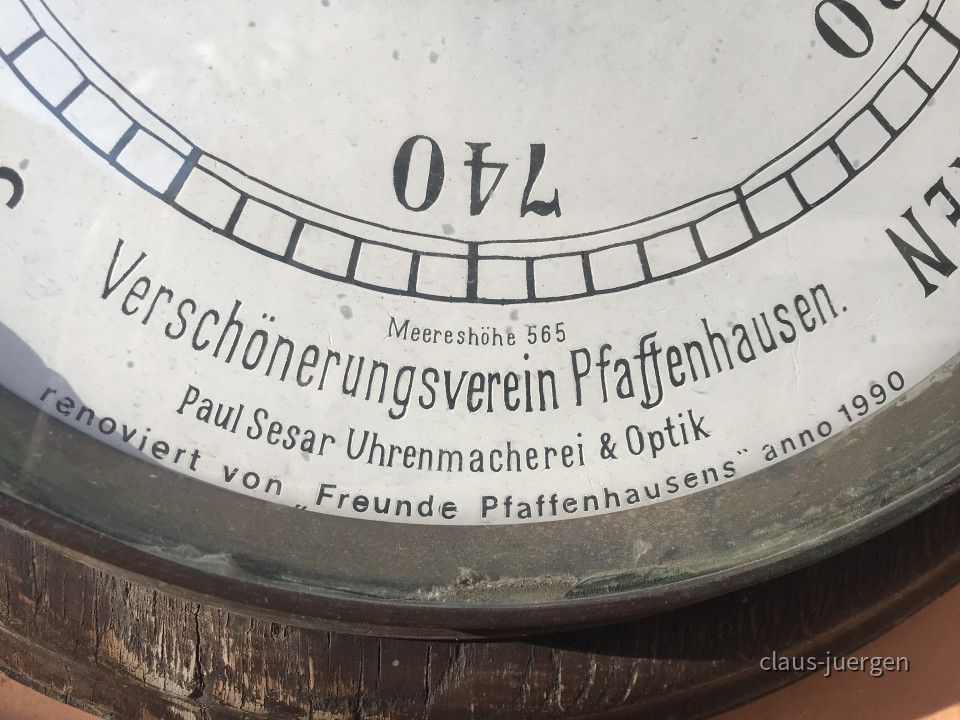 740
Meereshöhe 565
Verschönerungsverein Pfaffenhausen.
Paul Sesar Uhrenmacherei & Optik
renoviert von „Freunde Pfaffenhausens" anno 1990
claus-juergen